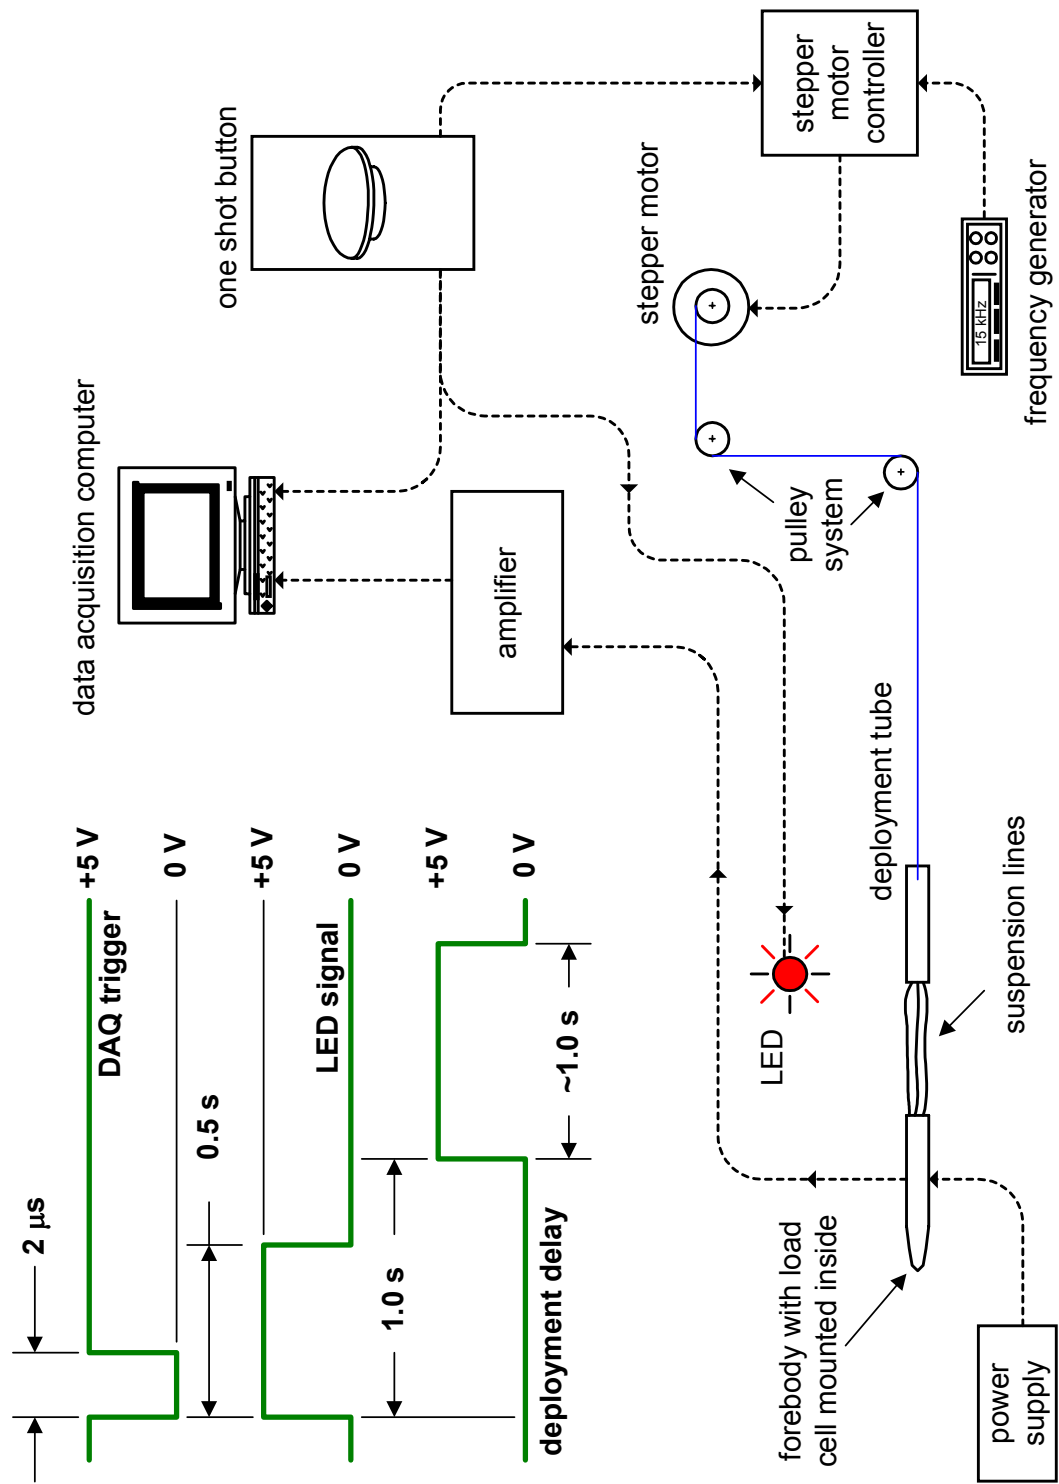 2 µs
+5 V
DAQ trigger
0 V
0.5 s
+5 V
LED signal
0 V
1.0 s
+5 V
deployment delay
0 V
~1.0 s
data acquisition computer
one shot button
amplifier
stepper motor
stepper
motor
controller
pulley
system
LED
deployment tube
15 kHz
frequency generator
forebody with load
cell mounted inside
suspension lines
power
supply